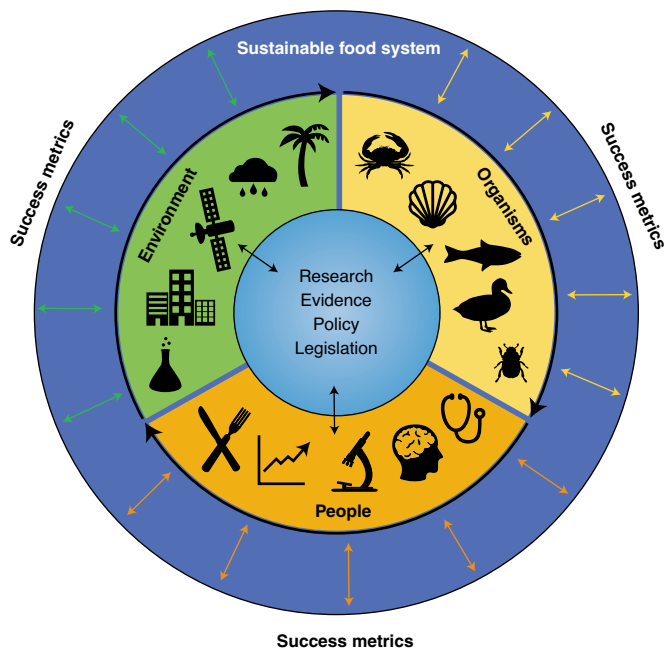 Sustainable food system
Success metrics
Success metrics
Environment
Organisms
Research
Evidence
Policy
Legislation
People
Success metrics